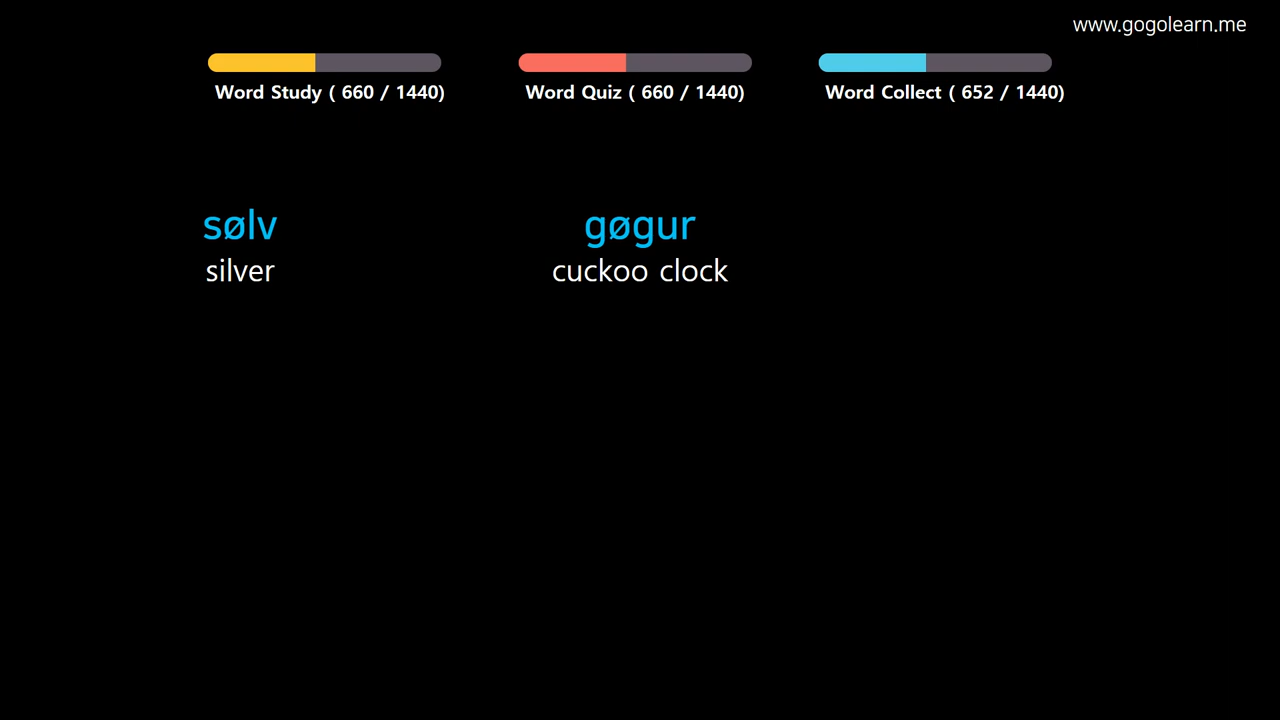 www.gogolearn.me
Word Study ( 660 / 1440)
Word Quiz ( 660 / 1440)
Word Collect ( 652 / 1440)
sølv
silver
gøgur
cuckoo clock